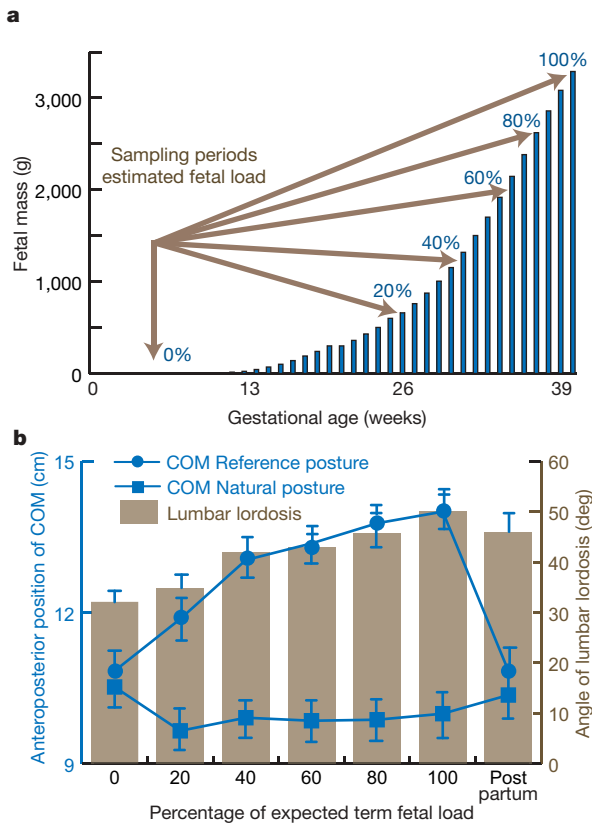 a
Fetal mass (g)
3,000
2,000
1,000
0
Sampling periods
estimated fetal load
0%
20%
40%
60%
80%
100%
0
13
26
39
Gestational age (weeks)
b
Anteroposterior position of COM (cm)
15
12
9
COM Reference posture
COM Natural posture
Lumbar lordosis
60
50
40
30
20
10
0
Angle of lumbar lordosis (deg)
0
20
40
60
80
100
Post
partum
Percentage of expected term fetal load